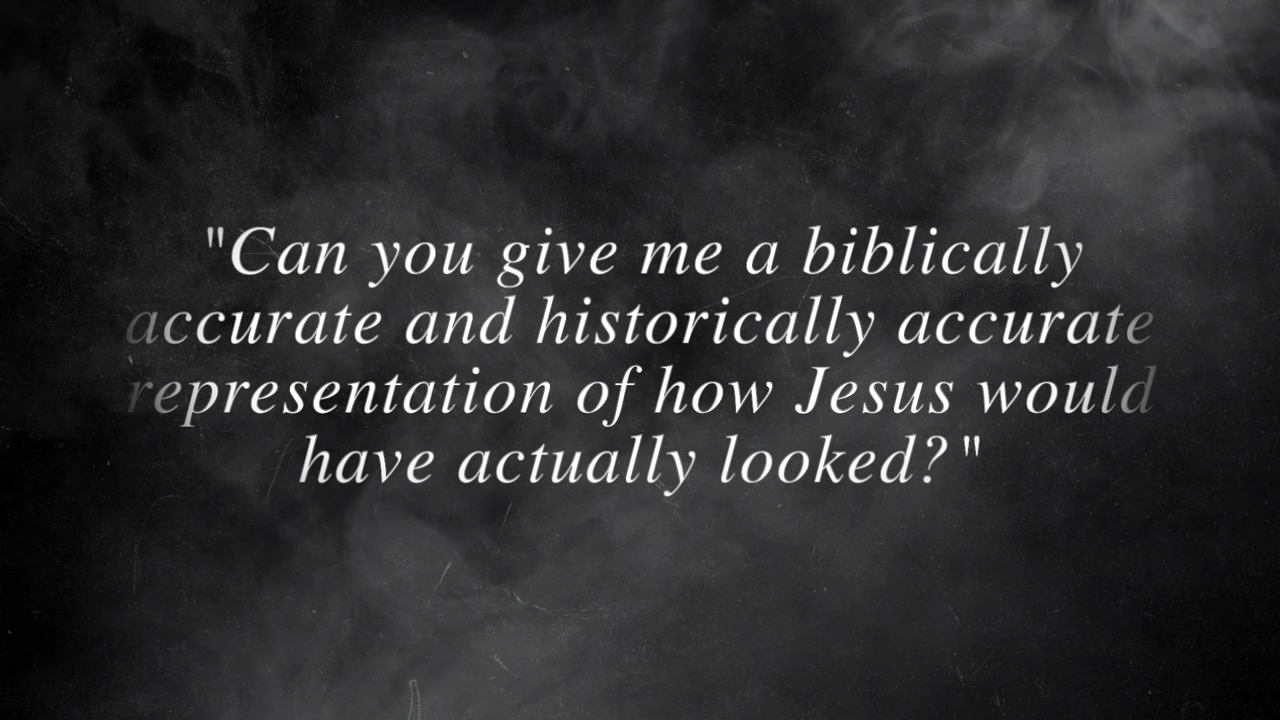 "Can you give me a biblically
accurate and historically accurate
representation of how Jesus would
have actually looked?"